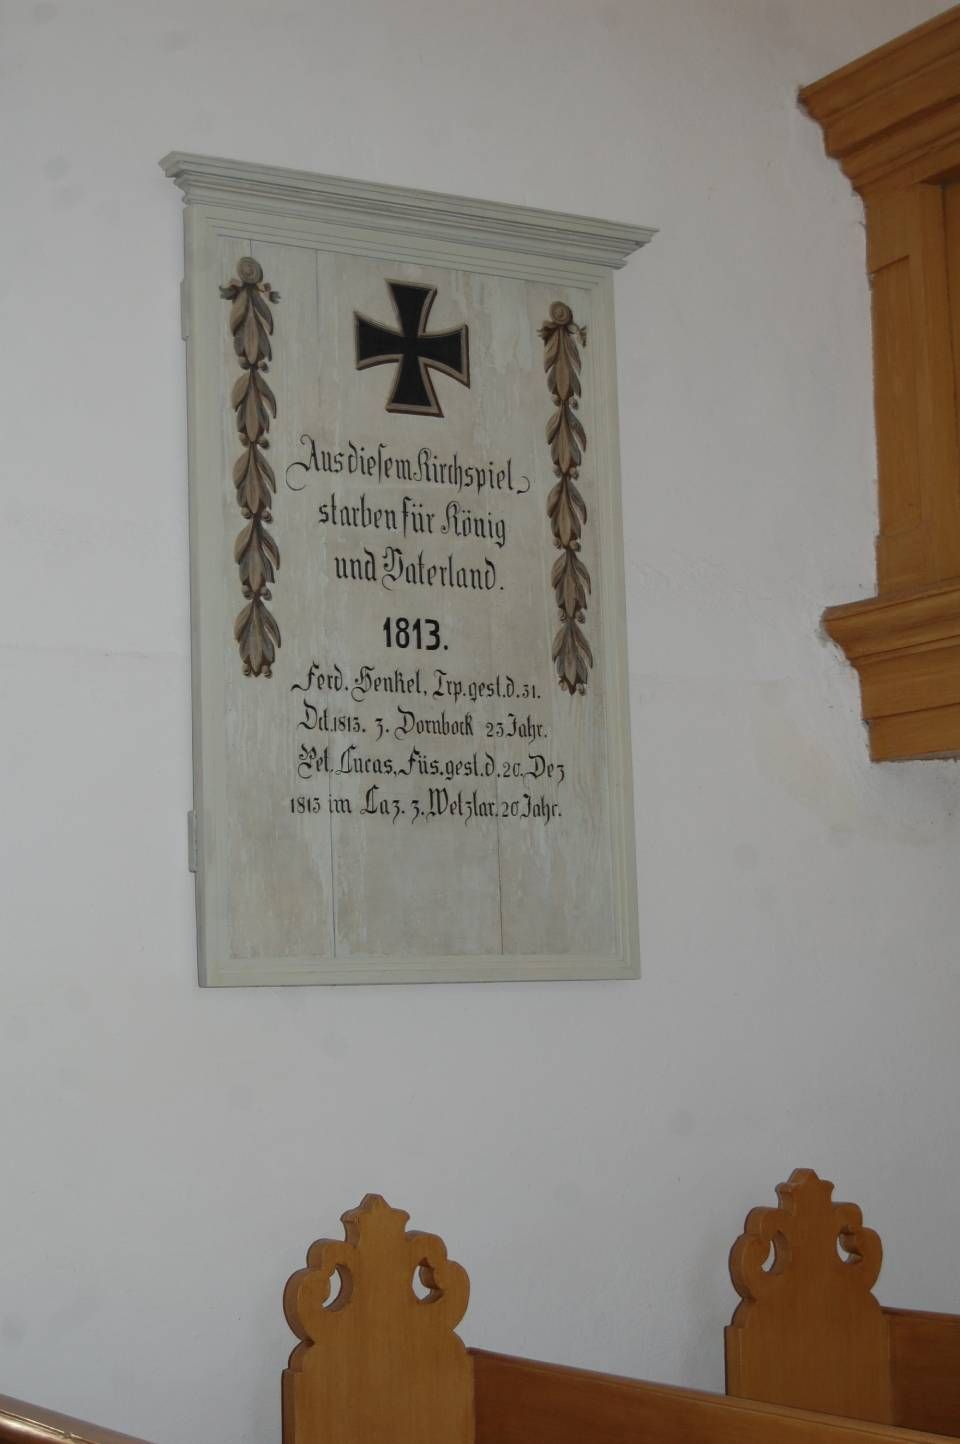 Aus diesem Kirchspiel
starben für König
und Vaterland.
1813.
Ferd. Henkel, Trp. gest. d. 31.
Oct. 1813. z. Dornbock 23 Jahr.
Pet. Lucas, Füs. gest. d. 20. Dez
1813 im Laz. z. Wetzlar. 20 Jahr.